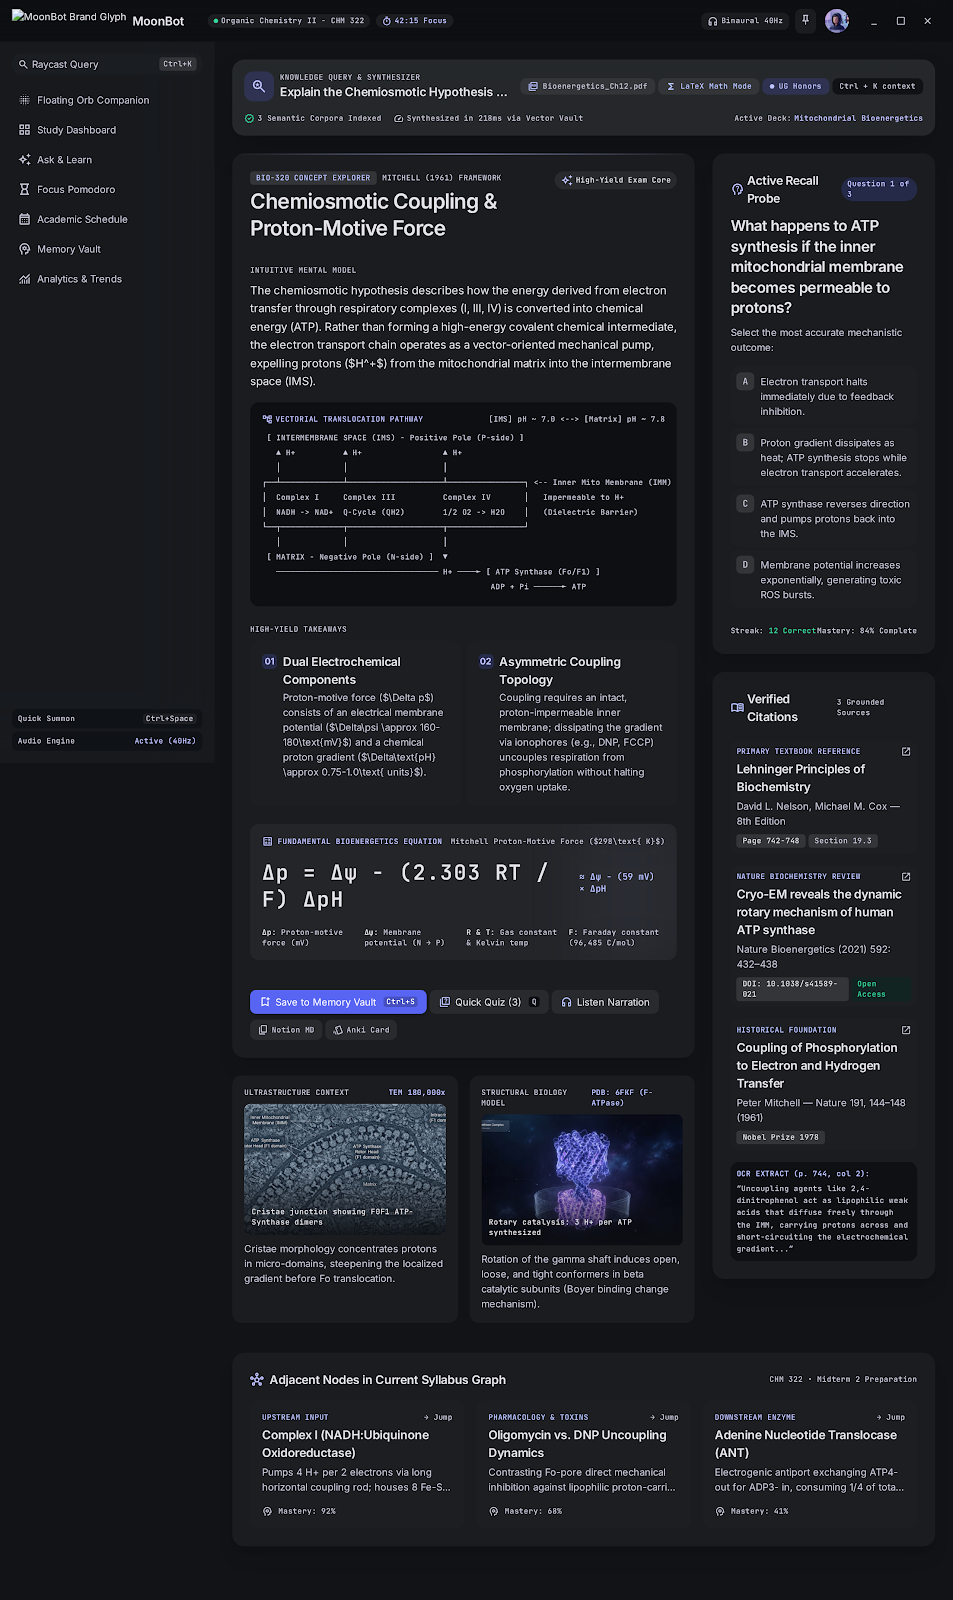 MoonBot Brand Glyph MoonBot
Organic Chemistry II - CHM 322
42:15 Focus
Binaural 40Hz
Raycast Query Ctrl+K
Floating Orb Companion
Study Dashboard
Ask & Learn
Focus Pomodoro
Academic Schedule
Memory Vault
Analytics & Trends
Quick Summon Ctrl+Space
Audio Engine Active (40Hz)
KNOWLEDGE QUERY & SYNTHESIZER
Explain the Chemiosmotic Hypothesis ...
Bioenergetics_Ch12.pdf
Σ LaTeX Math Mode
UG Honors
Ctrl + K context
3 Semantic Corpora Indexed
Synthesized in 218ms via Vector Vault
Active Deck: Mitochondrial Bioenergetics
BIO-320 CONCEPT EXPLORER MITCHELL (1961) FRAMEWORK
High-Yield Exam Core
Chemiosmotic Coupling &
Proton-Motive Force
INTUITIVE MENTAL MODEL
The chemiosmotic hypothesis describes how the energy derived from electron
transfer through respiratory complexes (I, III, IV) is converted into chemical
energy (ATP). Rather than forming a high-energy covalent chemical intermediate,
the electron transport chain operates as a vector-oriented mechanical pump,
expelling protons ($H^+$) from the mitochondrial matrix into the intermembrane
space (IMS).
VECTORIAL TRANSLOCATION PATHWAY [IMS] pH ~ 7.0 <--> [Matrix] pH ~ 7.8
[ INTERMEMBRANE SPACE (IMS) - Positive Pole (P-side) ]
▲ H+ ▲ H+ ▲ H+
<-- Inner Mito Membrane (IMM)
Complex I Complex III Complex IV Impermeable to H+
NADH -> NAD+ Q-Cycle (QH2) 1/2 O2 -> H2O (Dielectric Barrier)
[ MATRIX - Negative Pole (N-side) ] ▼
H+ ───► [ ATP Synthase (Fo/F1) ]
ADP + Pi ─────► ATP
HIGH-YIELD TAKEAWAYS
01 Dual Electrochemical
Components
Proton-motive force ($\Delta p$)
consists of an electrical membrane
potential ($\Delta\psi \approx 160-
180\text{mV}$) and a chemical
proton gradient ($\Delta\text{pH}
\approx 0.75-1.0\text{ units}$).
02 Asymmetric Coupling
Topology
Coupling requires an intact,
proton-impermeable inner
membrane; dissipating the gradient
via ionophores (e.g., DNP, FCCP)
uncouples respiration from
phosphorylation without halting
oxygen uptake.
FUNDAMENTAL BIOENERGETICS EQUATION Mitchell Proton-Motive Force ($298\text{ K}$)
Δp = Δψ - (2.303 RT /
F) ΔpH
≈ Δψ - (59 mV)
× ΔpH
Δp: Proton-motive
force (mV)
Δψ: Membrane
potential (N → P)
R & T: Gas constant
& Kelvin temp
F: Faraday constant
(96,485 C/mol)
Save to Memory Vault Ctrl+S
Quick Quiz (3) Q
Listen Narration
Notion MD
Anki Card
ULTRASTRUCTURE CONTEXT TEM 180,000x
Inner Mitochondrial
Membrane (IMM)
ATP Synthase
Rotor Head
(F1 domain)
ATP Synthase
Rotor Head
(F1 domain)
Matrix
Cristae junction showing F0F1 ATP-
Synthase dimers
Cristae morphology concentrates protons
in micro-domains, steepening the localized
gradient before Fo translocation.
STRUCTURAL BIOLOGY
MODEL
PDB: 6FKF (F-
ATPase)
Rotary catalysis: 3 H+ per ATP
synthesized
Rotation of the gamma shaft induces open,
loose, and tight conformers in beta
catalytic subunits (Boyer binding change
mechanism).
Active Recall
Probe
Question 1 of
3
What happens to ATP
synthesis if the inner
mitochondrial membrane
becomes permeable to
protons?
Select the most accurate mechanistic
outcome:
A Electron transport halts
immediately due to feedback
inhibition.
B Proton gradient dissipates as
heat; ATP synthesis stops while
electron transport accelerates.
C ATP synthase reverses direction
and pumps protons back into
the IMS.
D Membrane potential increases
exponentially, generating toxic
ROS bursts.
Streak: 12 Correct Mastery: 84% Complete
Verified
Citations
3 Grounded
Sources
PRIMARY TEXTBOOK REFERENCE
Lehninger Principles of
Biochemistry
David L. Nelson, Michael M. Cox —
8th Edition
Page 742-748 Section 19.3
NATURE BIOCHEMISTRY REVIEW
Cryo-EM reveals the dynamic
rotary mechanism of human
ATP synthase
Nature Bioenergetics (2021) 592:
432–438
DOI: 10.1038/s41589-
021
Open
Access
HISTORICAL FOUNDATION
Coupling of Phosphorylation
to Electron and Hydrogen
Transfer
Peter Mitchell — Nature 191, 144–148
(1961)
Nobel Prize 1978
OCR EXTRACT (p. 744, col 2):
“Uncoupling agents like 2,4-
dinitrophenol act as lipophilic weak
acids that diffuse freely through
the IMM, carrying protons across and
short-circuiting the electrochemical
gradient...”
Adjacent Nodes in Current Syllabus Graph
CHM 322 • Midterm 2 Preparation
UPSTREAM INPUT → Jump
Complex I (NADH:Ubiquinone
Oxidoreductase)
Pumps 4 H+ per 2 electrons via long
horizontal coupling rod; houses 8 Fe-S...
Mastery: 92%
PHARMACOLOGY & TOXINS → Jump
Oligomycin vs. DNP Uncoupling
Dynamics
Contrasting Fo-pore direct mechanical
inhibition against lipophilic proton-carri...
Mastery: 68%
DOWNSTREAM ENZYME → Jump
Adenine Nucleotide Translocase
(ANT)
Electrogenic antiport exchanging ATP4-
out for ADP3- in, consuming 1/4 of tota...
Mastery: 41%